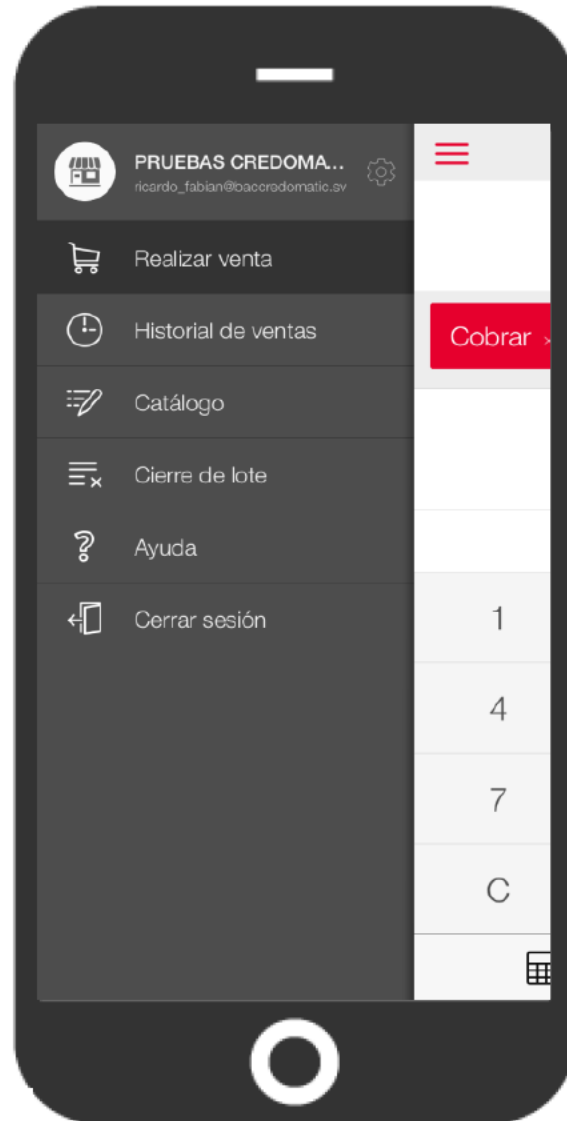 PRUEBAS CREDOMA...
ricardo_fabian@baccredomatic.sv
Realizar venta
Historial de ventas
Catálogo
Cierre de lote
Ayuda
Cerrar sesión
Cobrar
1
4
7
C